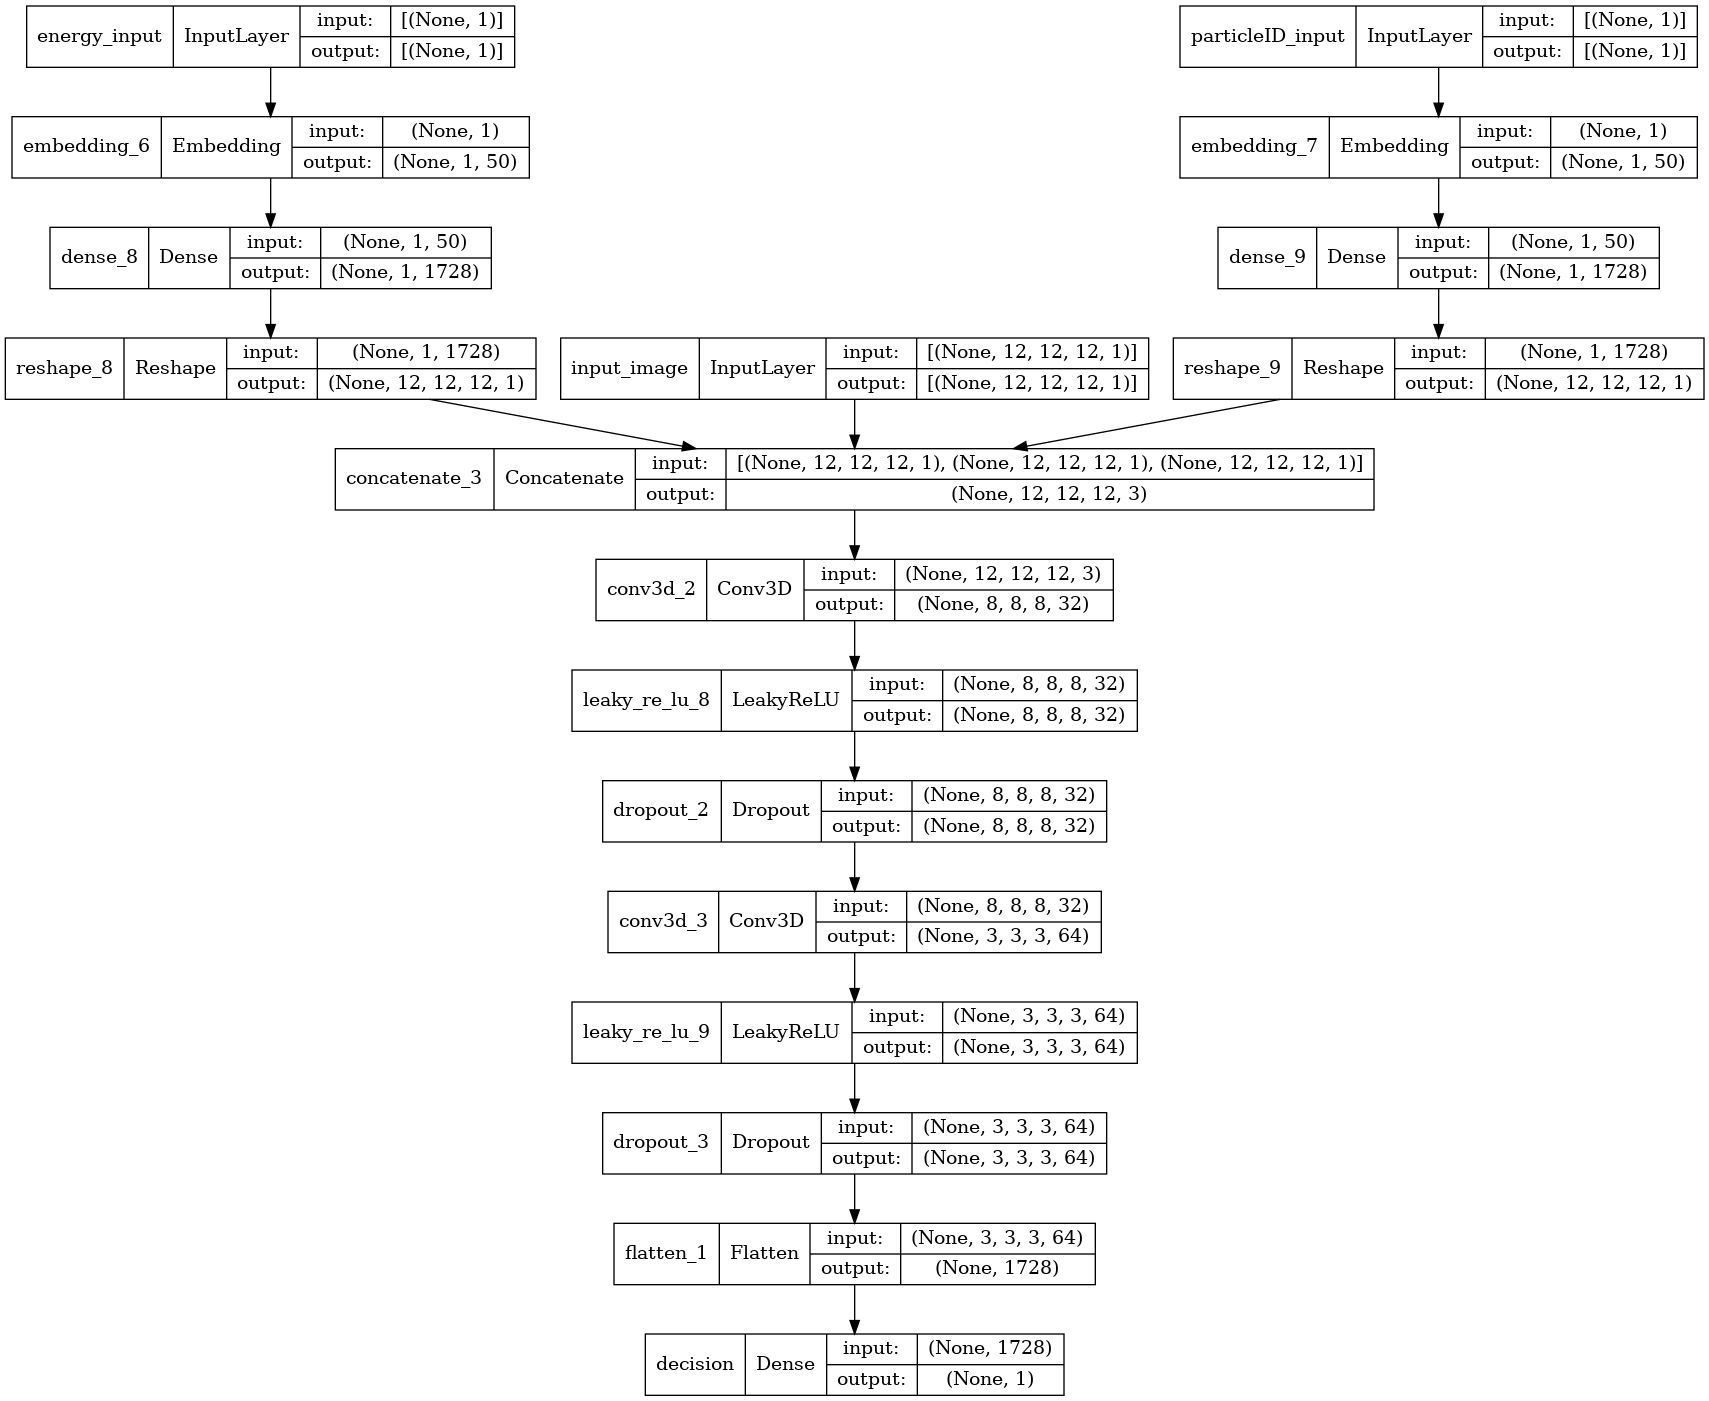 energy_input InputLayer input: [(None, 1)]
output: [(None, 1)]
particleID_input InputLayer input: [(None, 1)]
output: [(None, 1)]
embedding_6 Embedding input: (None, 1)
output: (None, 1, 50)
embedding_7 Embedding input: (None, 1)
output: (None, 1, 50)
dense_8 Dense input: (None, 1, 50)
output: (None, 1, 1728)
dense_9 Dense input: (None, 1, 50)
output: (None, 1, 1728)
reshape_8 Reshape input: (None, 1, 1728)
output: (None, 12, 12, 12, 1)
input_image InputLayer input: [(None, 12, 12, 12, 1)]
output: [(None, 12, 12, 12, 1)]
reshape_9 Reshape input: (None, 1, 1728)
output: (None, 12, 12, 12, 1)
concatenate_3 Concatenate input: [(None, 12, 12, 12, 1), (None, 12, 12, 12, 1), (None, 12, 12, 12, 1)]
output: (None, 12, 12, 12, 3)
conv3d_2 Conv3D input: (None, 12, 12, 12, 3)
output: (None, 8, 8, 8, 32)
leaky_re_lu_8 LeakyReLU input: (None, 8, 8, 8, 32)
output: (None, 8, 8, 8, 32)
dropout_2 Dropout input: (None, 8, 8, 8, 32)
output: (None, 8, 8, 8, 32)
conv3d_3 Conv3D input: (None, 8, 8, 8, 32)
output: (None, 3, 3, 3, 64)
leaky_re_lu_9 LeakyReLU input: (None, 3, 3, 3, 64)
output: (None, 3, 3, 3, 64)
dropout_3 Dropout input: (None, 3, 3, 3, 64)
output: (None, 3, 3, 3, 64)
flatten_1 Flatten input: (None, 3, 3, 3, 64)
output: (None, 1728)
decision Dense input: (None, 1728)
output: (None, 1)